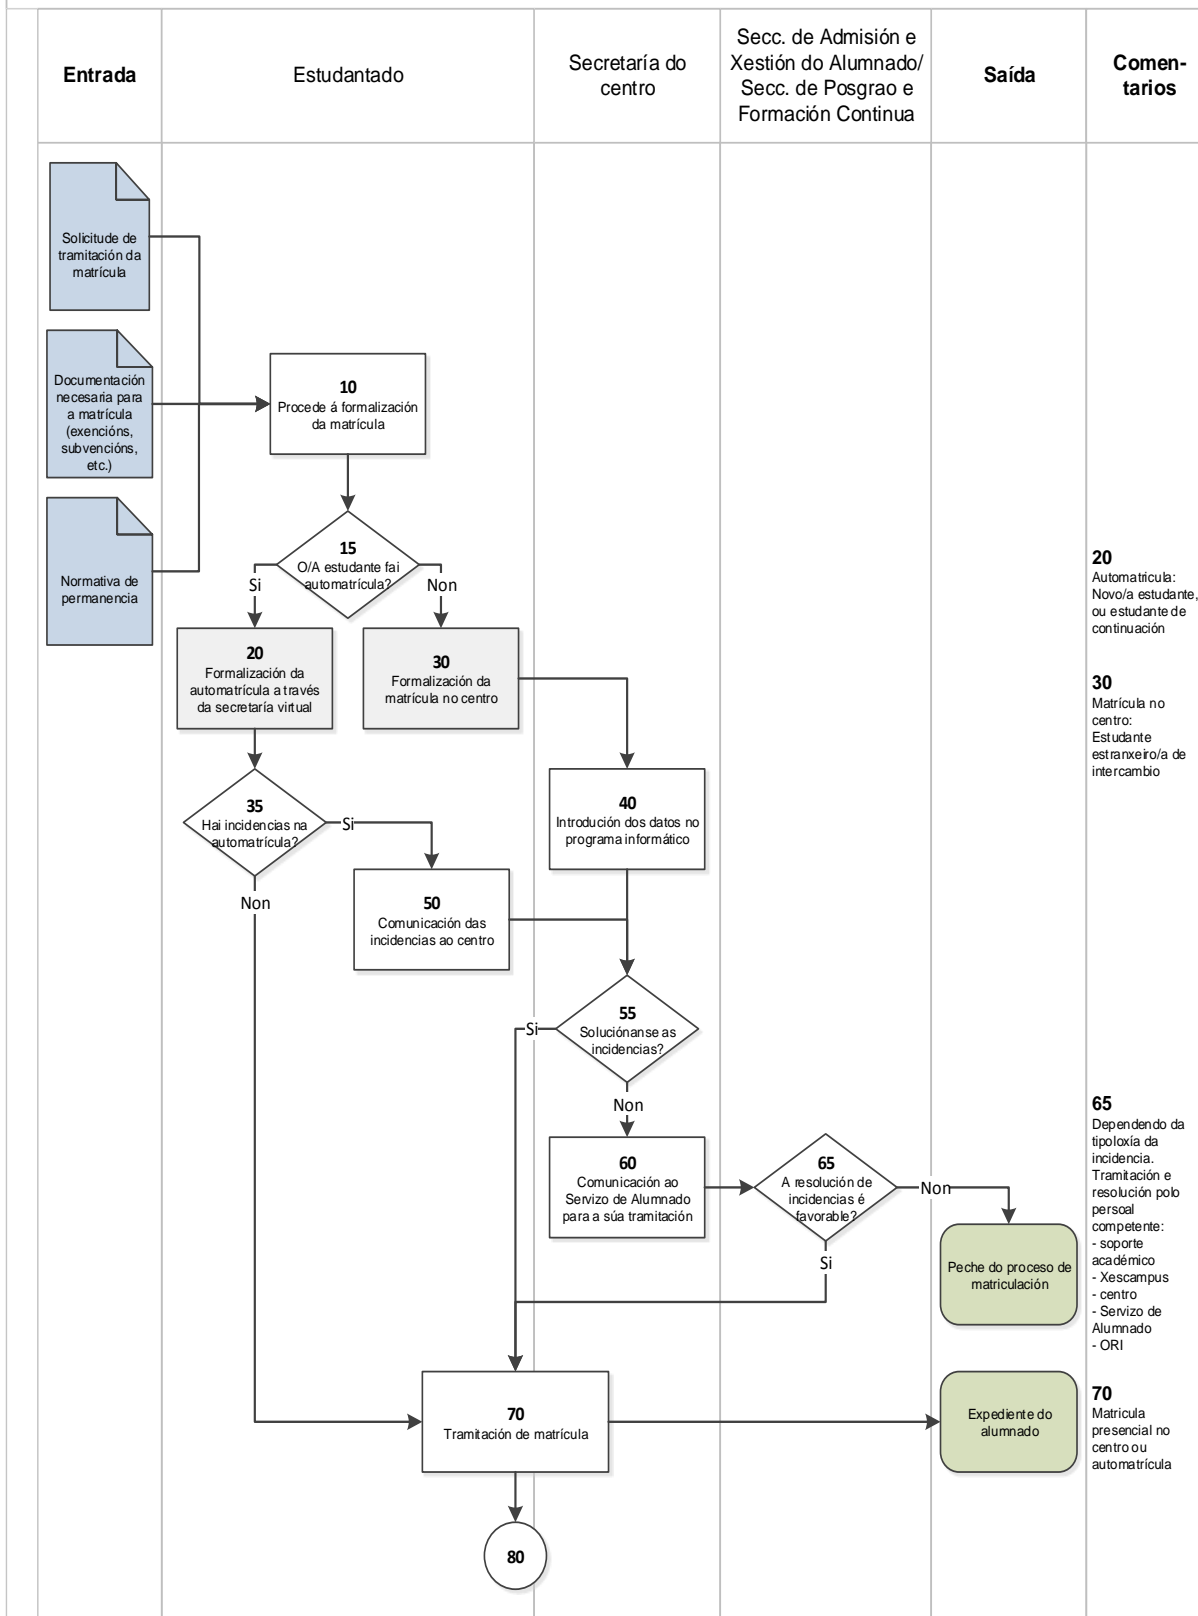 Entrada
Estudantado
Secretaría do
centro
Secc. de Admisión e
Xestión do Alumnado/
Secc. de Posgrao e
Formación Continua
Saída
Comen-
tarios
Solicitude de
tramitación da
matrícula
Documentación
necesaria para
a matrícula
(exencións,
subvencións,
etc.)
Normativa de
permanencia
10
Procede á formalización
da matrícula
15
O/A estudante fai
automatrícula?
Si
Non
20
Formalización da
automatrícula a través
da secretaría virtual
30
Formalización da
matrícula no centro
35
Hai incidencias na
automatrícula?
Si
Non
40
Introdución dos datos no
programa informático
50
Comunicación das
incidencias ao centro
55
Soluciónanse as
incidencias?
Si
Non
60
Comunicación ao
Servizo de Alumnado
para a súa tramitación
65
A resolución de
incidencias é
favorable?
Non
Si
Peche do proceso de
matriculación
70
Tramitación de matrícula
Expediente do
alumnado
80
20
Automatricula:
Novo/a estudante,
ou estudante de
continuación
30
Matrícula no
centro:
Estudante
estranxeiro/a de
intercambio
65
Dependendo da
tipoloxía da
incidencia.
Tramitación e
resolución polo
persoal
competente:
- soporte
académico
- Xescampus
- centro
- Servizo de
Alumnado
- ORI
70
Matricula
presencial no
centro ou
automatrícula